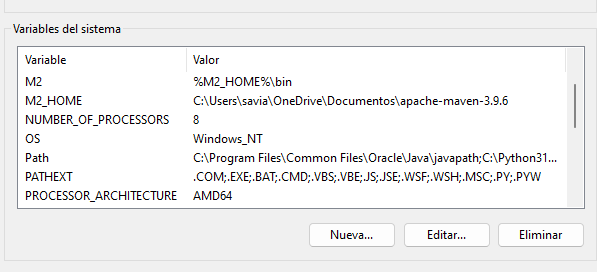 Variables del sistema
Variable Valor
M2 %M2_HOME%\bin
M2_HOME C:\Users\savia\OneDrive\Documentos\apache-maven-3.9.6
NUMBER_OF_PROCESSORS 8
OS Windows_NT
Path C:\Program Files\Common Files\Oracle\Java\javapath;C:\Python31...
PATHEXT .COM;.EXE;.BAT;.CMD;.VBS;.VBE;.JS;.JSE;.WSF;.WSH;.MSC;.PY;.PYW
PROCESSOR_ARCHITECTURE AMD64
Nueva... Editar... Eliminar